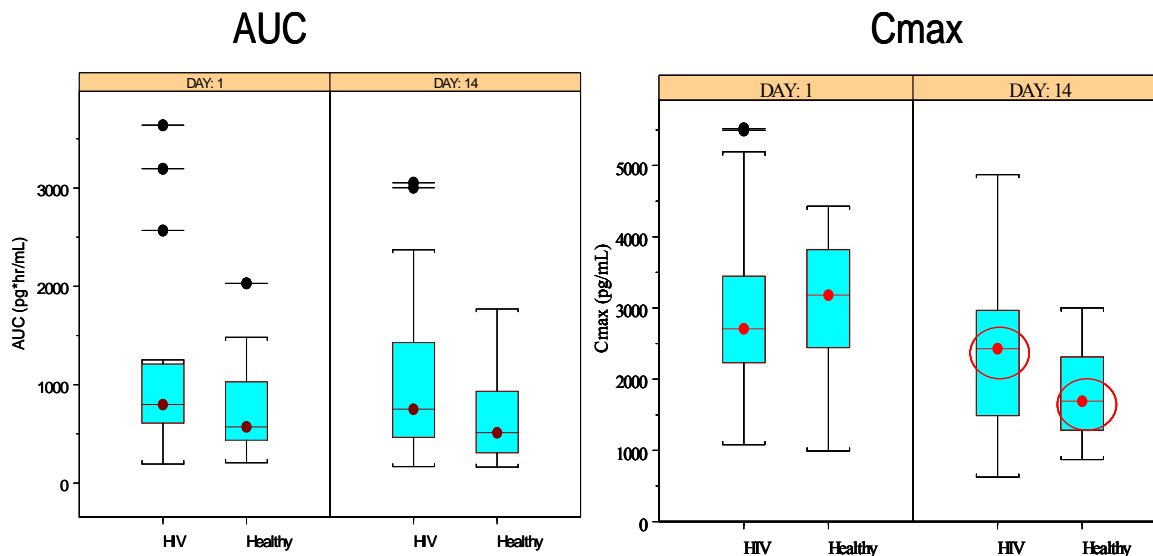 AUC
DAY: 1
DAY: 14
AUC (pg*hr/mL)
3000
2000
1000
0
HIV
Healthy
HIV
Healthy
Cmax
DAY: 1
DAY: 14
Cmax (pg/mL)
5000
4000
3000
2000
1000
0
HIV
Healthy
HIV
Healthy